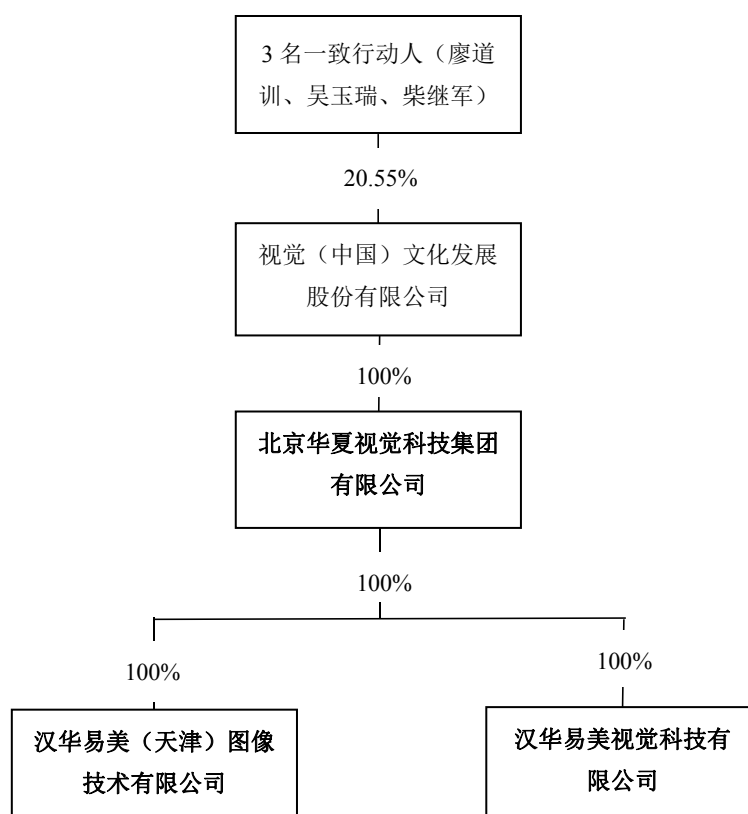 3 名一致行动人（廖道
训、吴玉瑞、柴继军）
20.55%
视觉（中国）文化发展
股份有限公司
100%
北京华夏视觉科技集团
有限公司
100%
100%
100%
汉华易美（天津）图像
技术有限公司
汉华易美视觉科技有
限公司